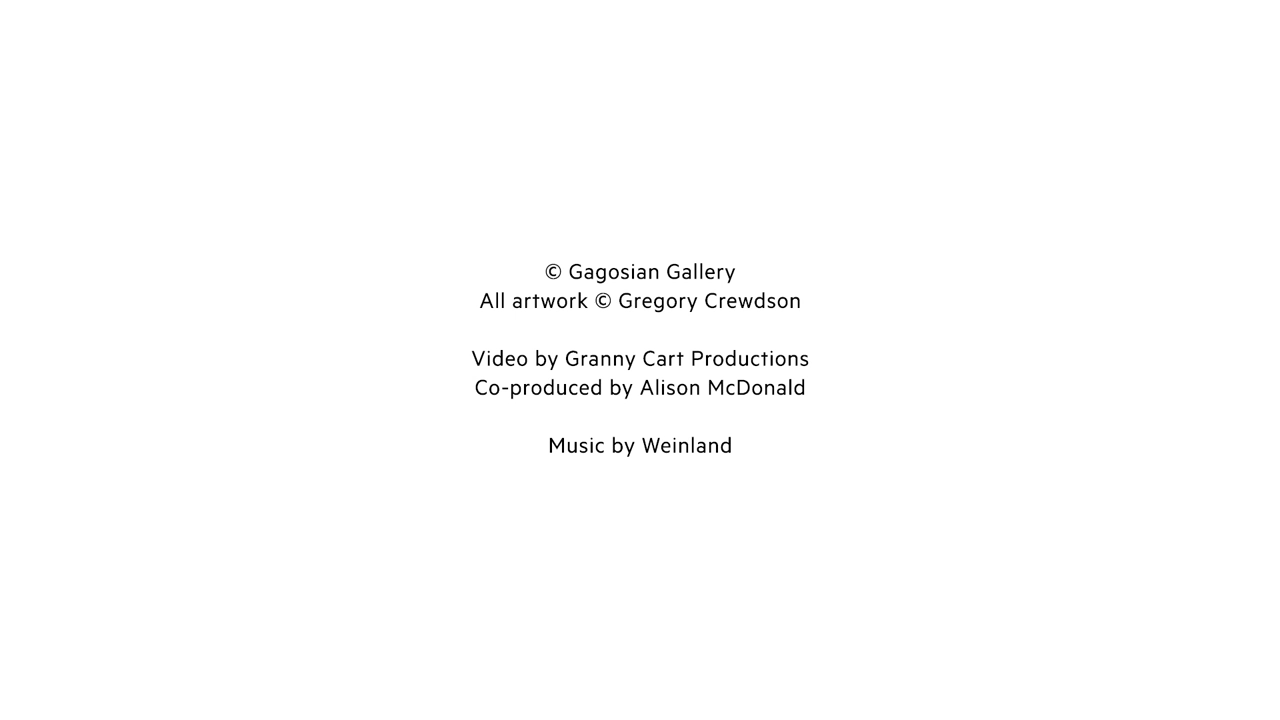 © Gagosian Gallery
All artwork © Gregory Crewdson
Video by Granny Cart Productions
Co-produced by Alison McDonald
Music by Weinland